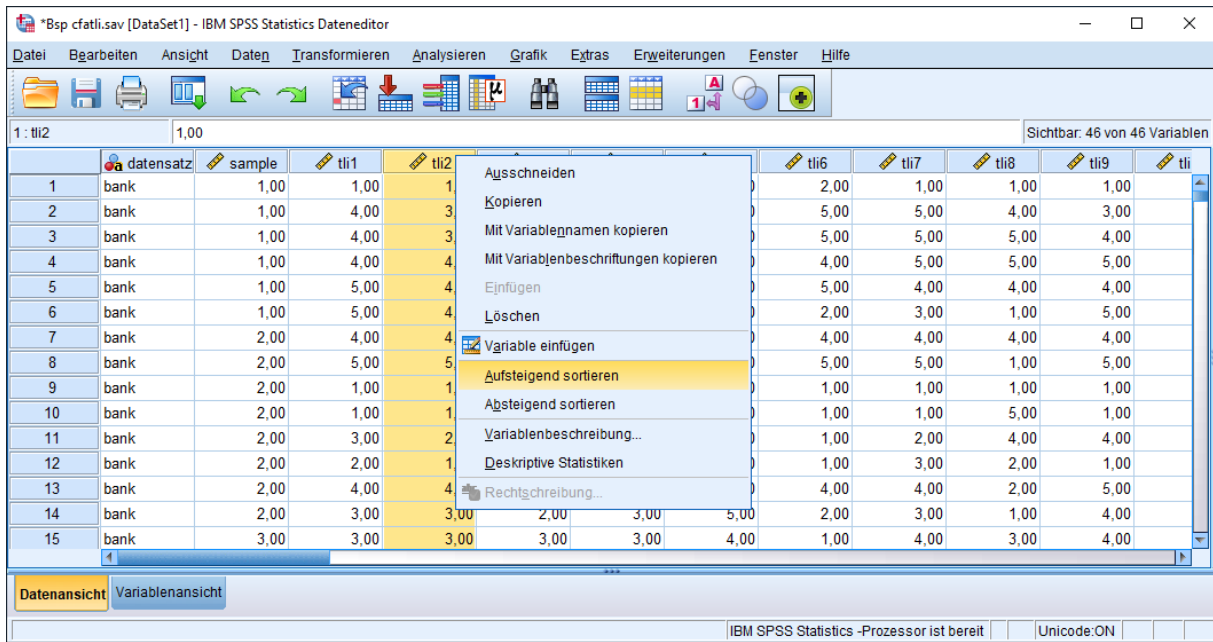 *Bsp cfatli.sav [DataSet1] - IBM SPSS Statistics Dateneditor
Datei Bearbeiten Ansicht Daten Transformieren Analysieren Grafik Extras Erweiterungen Fenster Hilfe
1 : tli2 1,00 Sichtbar: 46 von 46 Variablen
datensatz sample tli1 tli2 tli6 tli7 tli8 tli9 tli
1 bank 1,00 1,00 1, 2,00 1,00 1,00 1,00
2 bank 1,00 4,00 3, 5,00 5,00 4,00 3,00
3 bank 1,00 4,00 3, 5,00 5,00 5,00 4,00
4 bank 1,00 4,00 4, 4,00 5,00 5,00 5,00
5 bank 1,00 5,00 4, 5,00 4,00 4,00 4,00
6 bank 1,00 5,00 4, 2,00 3,00 1,00 5,00
7 bank 2,00 4,00 4, 4,00 4,00 4,00 4,00
8 bank 2,00 5,00 5, 5,00 5,00 1,00 5,00
9 bank 2,00 1,00 1, 1,00 1,00 1,00 1,00
10 bank 2,00 1,00 1, 1,00 1,00 5,00 4,00
11 bank 2,00 3,00 2, 1,00 2,00 4,00 4,00
12 bank 2,00 2,00 1, 1,00 3,00 2,00 1,00
13 bank 2,00 4,00 4, 4,00 4,00 2,00 5,00
14 bank 2,00 3,00 3,00 2,00 3,00 5,00 2,00 3,00 1,00 4,00
15 bank 3,00 3,00 3,00 3,00 3,00 4,00 1,00 4,00 3,00 4,00
Ausschneiden
Kopieren
Mit Variablennamen kopieren
Mit Variablenbeschriftungen kopieren
Einfügen
Löschen
Variable einfügen
Aufsteigend sortieren
Absteigend sortieren
Variablenbeschreibung...
Deskriptive Statistiken
Rechtschreibung...
Datenansicht Variablenansicht
IBM SPSS Statistics -Prozessor ist bereit Unicode:ON